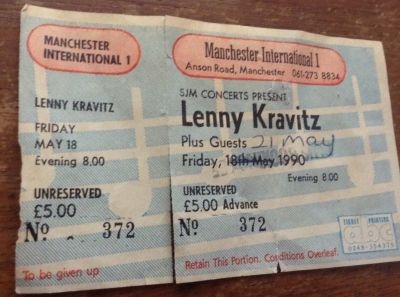 MANCHESTER
INTERNATIONAL 1
LENNY KRAVITZ
FRIDAY
MAY 18
Evening 8.00
UNRESERVED
£5.00
No 372
To be given up
Manchester International 1
Anson Road, Manchester 061-273 8834
SJM CONCERTS PRESENT
Lenny Kravitz
Plus Guests 21 May
Friday, 18th May 1990
Evening 8.00
UNRESERVED
£5.00 Advance
No 372
Retain This Portion. Conditions Overleaf.
TICKET PRINTERS